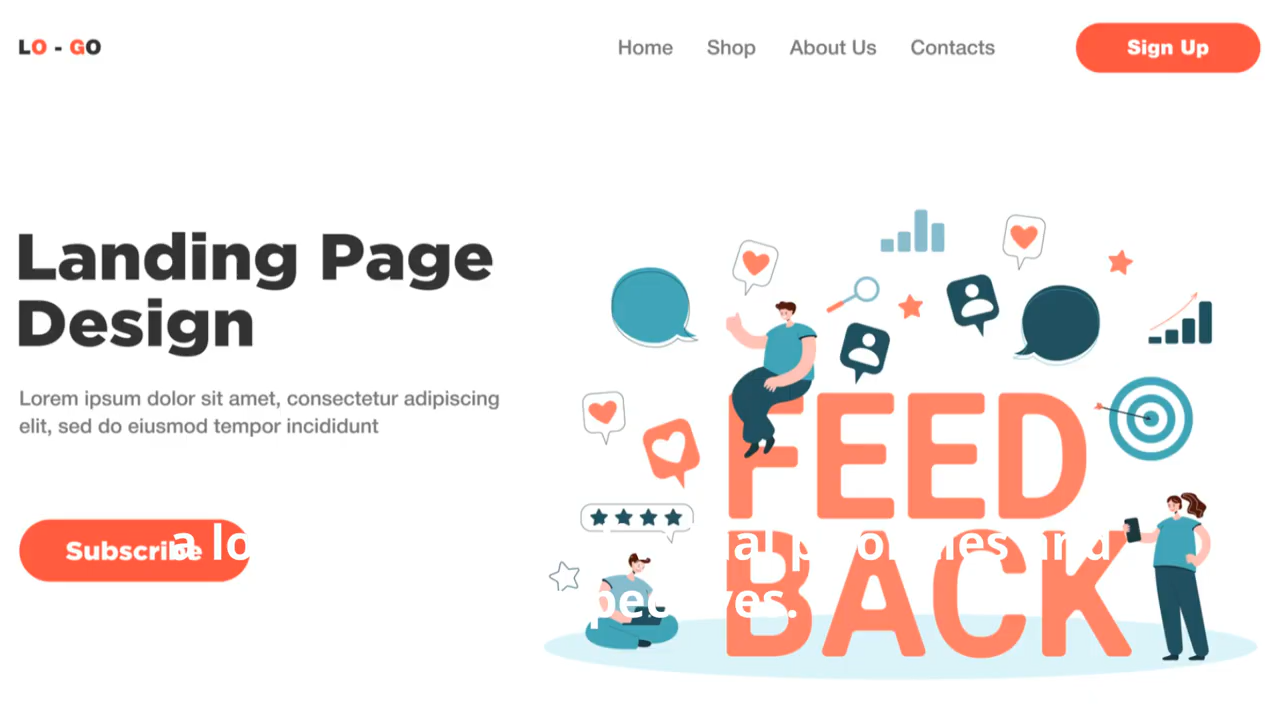 LO - GO
Home
Shop
About Us
Contacts
Sign Up
Landing Page
Design
Lorem ipsum dolor sit amet, consectetur adipiscing
elit, sed do eiusmod tempor incididunt
Subscribe
FEED
BACK
a
and